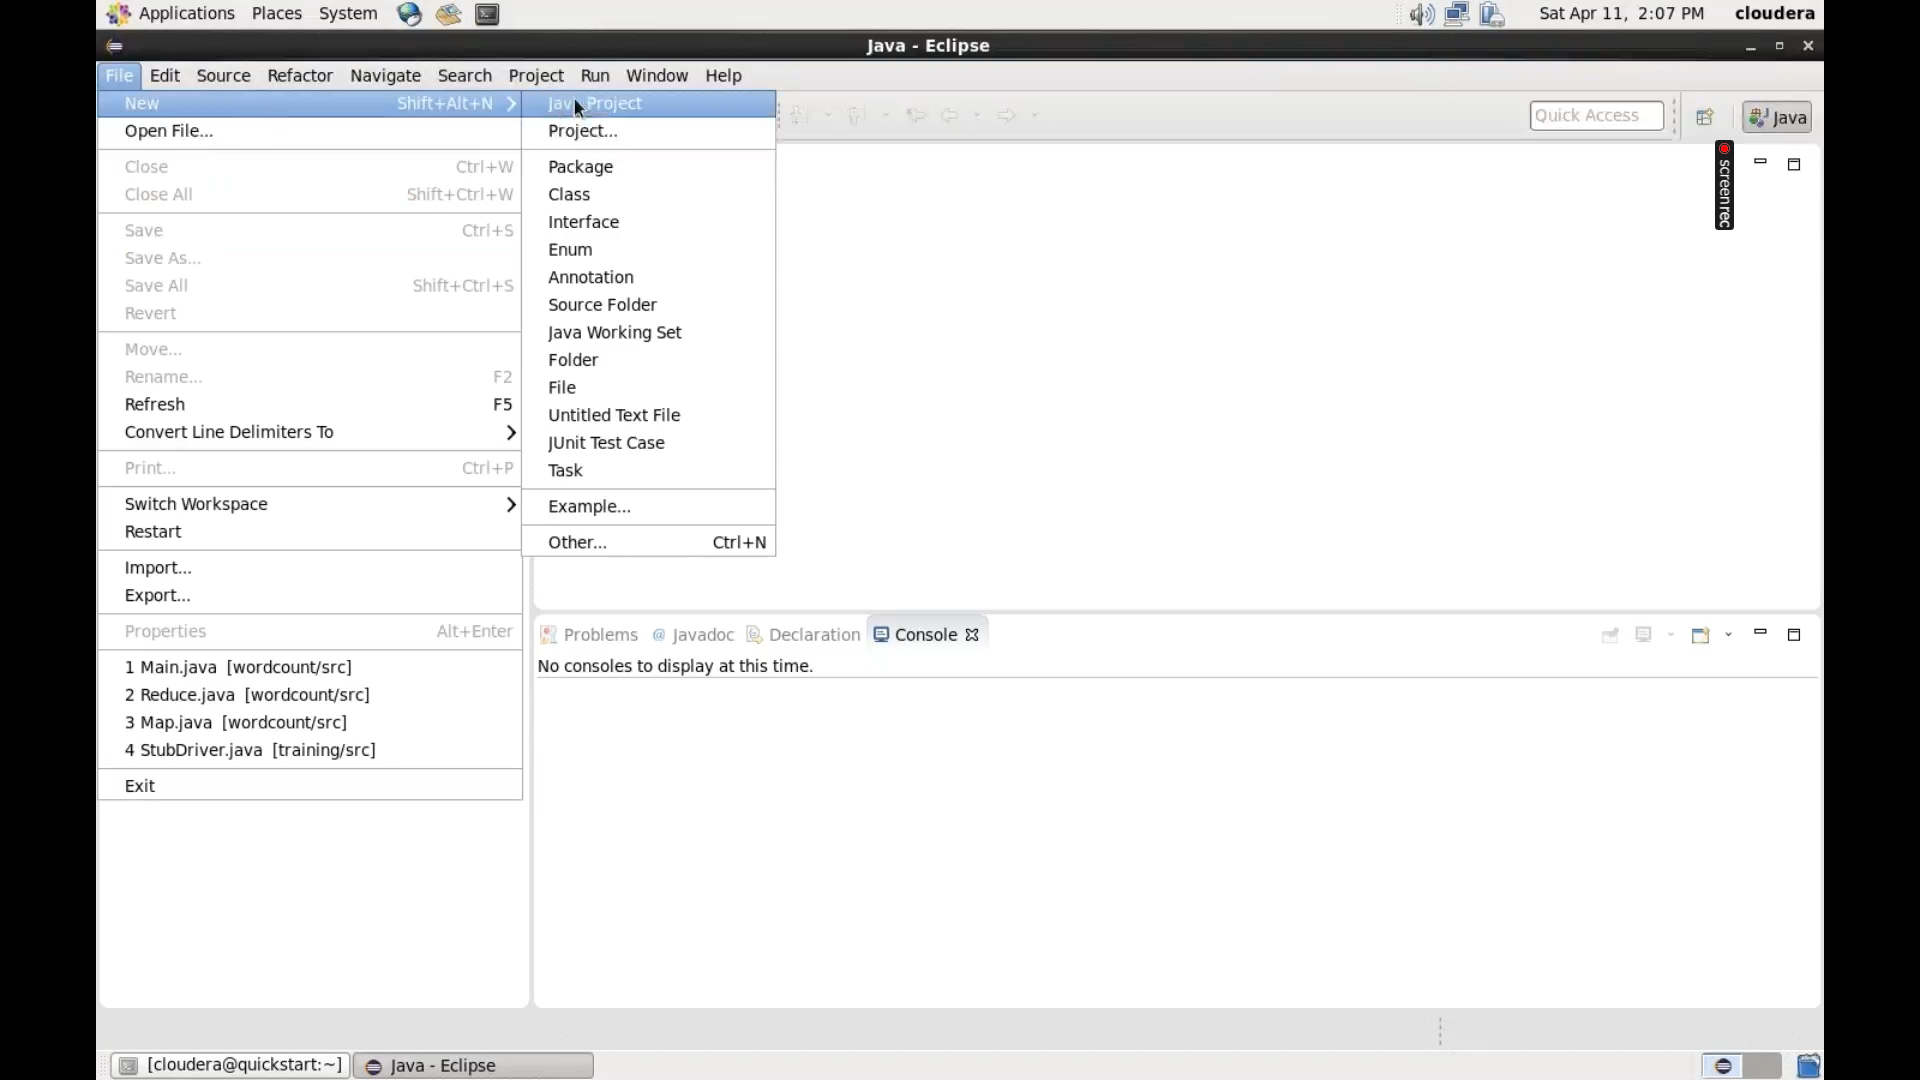 Applications Places System Sat Apr 11, 2:07 PM cloudera
Java - Eclipse
File Edit Source Refactor Navigate Search Project Run Window Help
New Shift+Alt+N
Open File...
Close Ctrl+W
Close All Shift+Ctrl+W
Save Ctrl+S
Save As...
Save All Shift+Ctrl+S
Revert
Move...
Rename... F2
Refresh F5
Convert Line Delimiters To
Print... Ctrl+P
Switch Workspace
Restart
Import...
Export...
Properties Alt+Enter
1 Main.java [wordcount/src]
2 Reduce.java [wordcount/src]
3 Map.java [wordcount/src]
4 StubDriver.java [training/src]
Exit
Java Project
Project...
Package
Class
Interface
Enum
Annotation
Source Folder
Java Working Set
Folder
File
Untitled Text File
JUnit Test Case
Task
Example...
Other... Ctrl+N
Quick Access
Java
screenrec
Problems @ Javadoc Declaration Console
No consoles to display at this time.
[cloudera@quickstart:~] Java - Eclipse